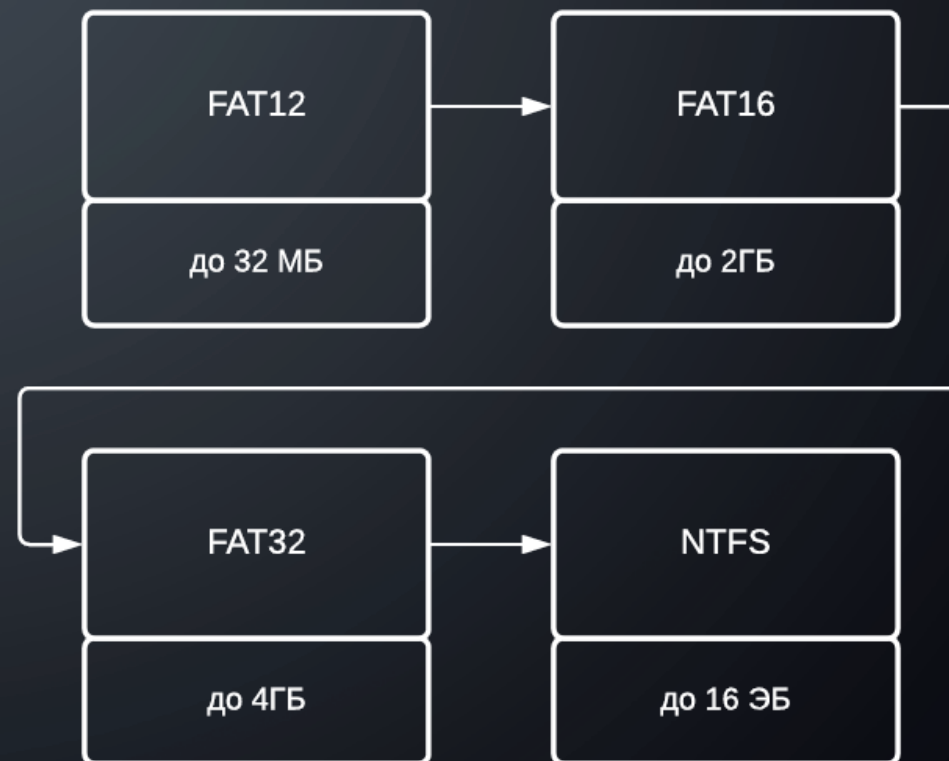 FAT12
FAT16
до 32 МБ
до 2ГБ
FAT32
NTFS
до 4ГБ
до 16 ЭБ